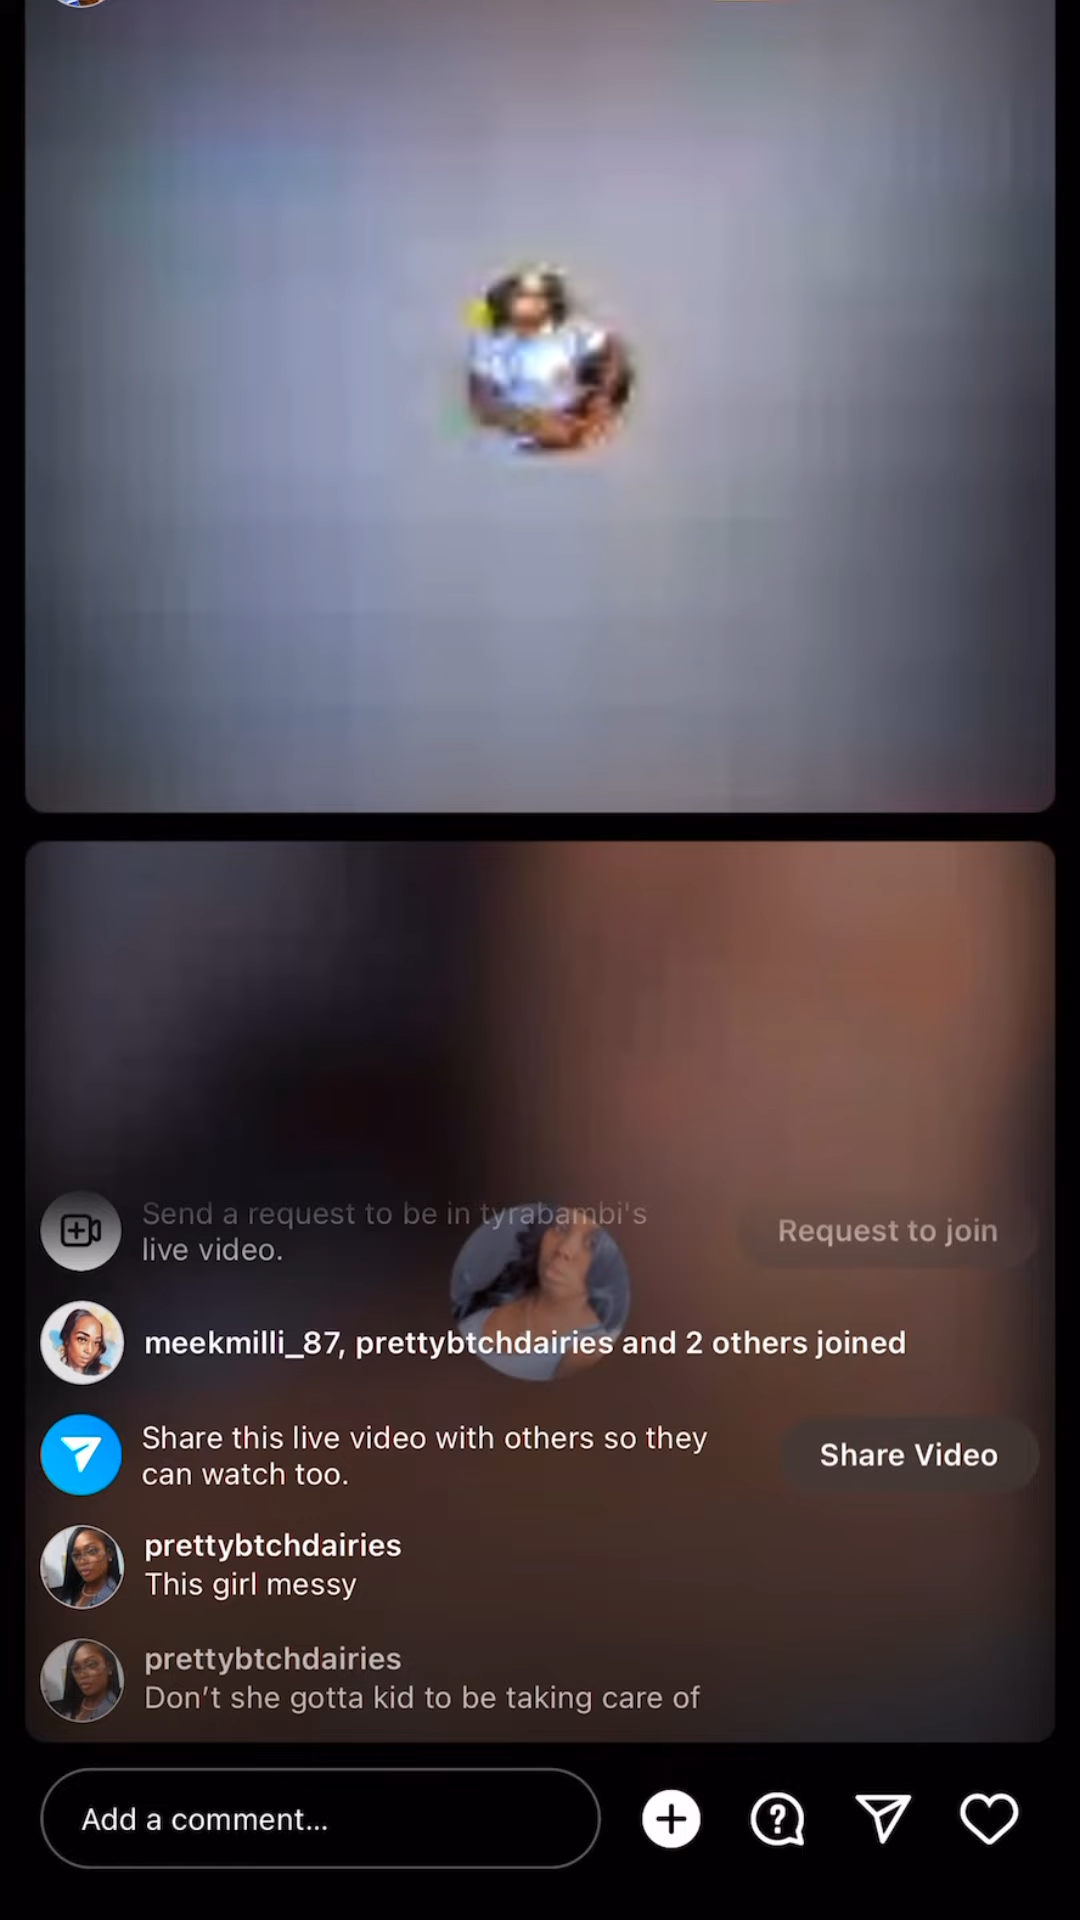 Send a request to be in tyrabambi's
live video.
Request to join
meekmilli_87, prettybtchdairies and 2 others joined
Share this live video with others so they
can watch too.
Share Video
prettybtchdairies
This girl messy
prettybtchdairies
Don’t she gotta kid to be taking care of
Add a comment...